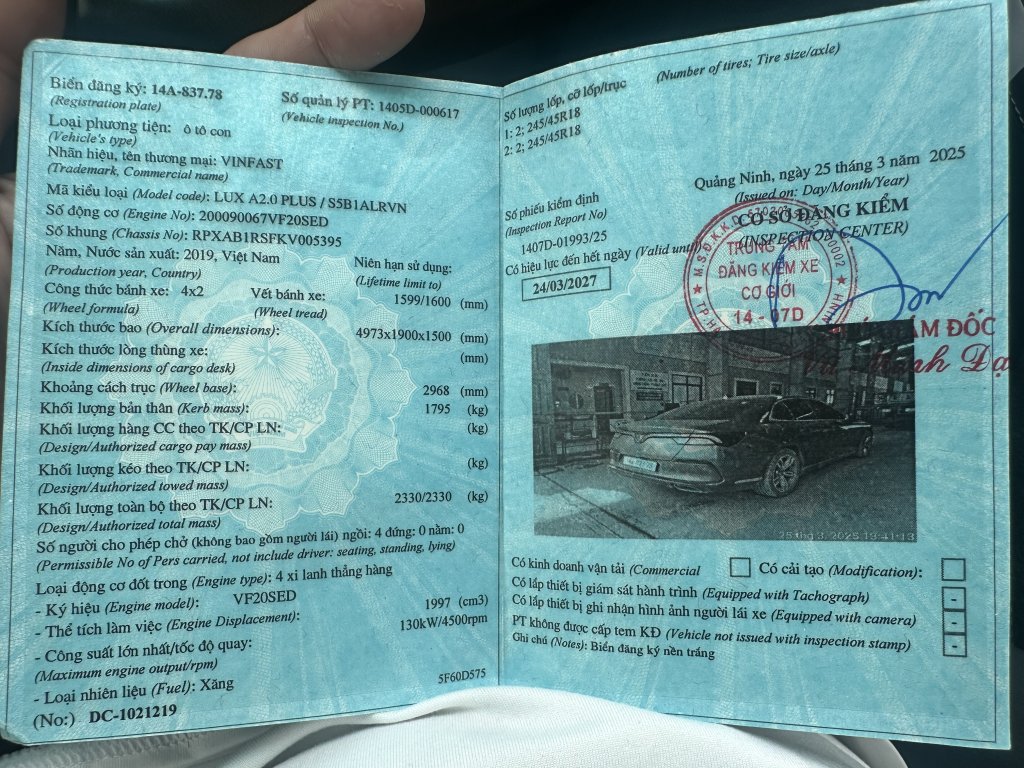 Biển đăng ký: 14A-837.78
(Registration plate)
Số quản lý PT: 1405D-000617
(Vehicle inspection No.)
Loại phương tiện: ô tô con
(Vehicle's type)
Nhãn hiệu, tên thương mại: VINFAST
(Trademark, Commercial name)
Mã kiểu loại (Model code): LUX A2.0 PLUS / S5B1ALRVN
Số động cơ (Engine No): 200090067VF20SED
Số khung (Chassis No): RPXAB1RSFKV005395
Năm, Nước sản xuất: 2019, Việt Nam
(Production year, Country)
Niên hạn sử dụng:
(Lifetime limit to)
Công thức bánh xe: 4x2
(Wheel formula)
Vết bánh xe: 1599/1600 (mm)
(Wheel tread)
Kích thước bao (Overall dimensions): 4973x1900x1500 (mm)
Kích thước lòng thùng xe: (mm)
(Inside dimensions of cargo desk)
Khoảng cách trục (Wheel base): 2968 (mm)
Khối lượng bản thân (Kerb mass): 1795 (kg)
Khối lượng hàng CC theo TK/CP LN: (kg)
(Design/Authorized cargo pay mass)
Khối lượng kéo theo TK/CP LN: (kg)
(Design/Authorized towed mass)
Khối lượng toàn bộ theo TK/CP LN: 2330/2330 (kg)
(Design/Authorized total mass)
Số người cho phép chở (không bao gồm người lái) ngồi: 4 đứng: 0 nằm: 0
(Permissible No of Pers carried, not include driver: seating, standing, lying)
Loại động cơ đốt trong (Engine type): 4 xi lanh thẳng hàng
- Ký hiệu (Engine model): VF20SED
- Thể tích làm việc (Engine Displacement): 1997 (cm3)
- Công suất lớn nhất/tốc độ quay: 130kW/4500rpm
(Maximum engine output/rpm)
- Loại nhiên liệu (Fuel): Xăng
5F60D575
(No:) DC-1021219
Số lượng lốp, cỡ lốp/trục (Number of tires; Tire size/axle)
1: 2; 245/45R18
2: 2; 245/45R18
Quảng Ninh, ngày 25 tháng 3 năm 2025
(Issued on: Day/Month/Year)
Số phiếu kiểm định
(Inspection Report No)
1407D-01993/25
CƠ SỞ ĐĂNG KIỂM
(INSPECTION CENTER)
Có hiệu lực đến hết ngày (Valid until)
24/03/2027
TRUNG TÂM
ĐĂNG KIỂM XE
CƠ GIỚI
14 - 07D
GIÁM ĐỐC
Có kinh doanh vận tải (Commercial
Có cải tạo (Modification):
Có lắp thiết bị giám sát hành trình (Equipped with Tachograph) -
Có lắp thiết bị ghi nhận hình ảnh người lái xe (Equipped with camera) -
PT không được cấp tem KĐ (Vehicle not issued with inspection stamp) -
Ghi chú (Notes): Biển đăng ký nền trắng